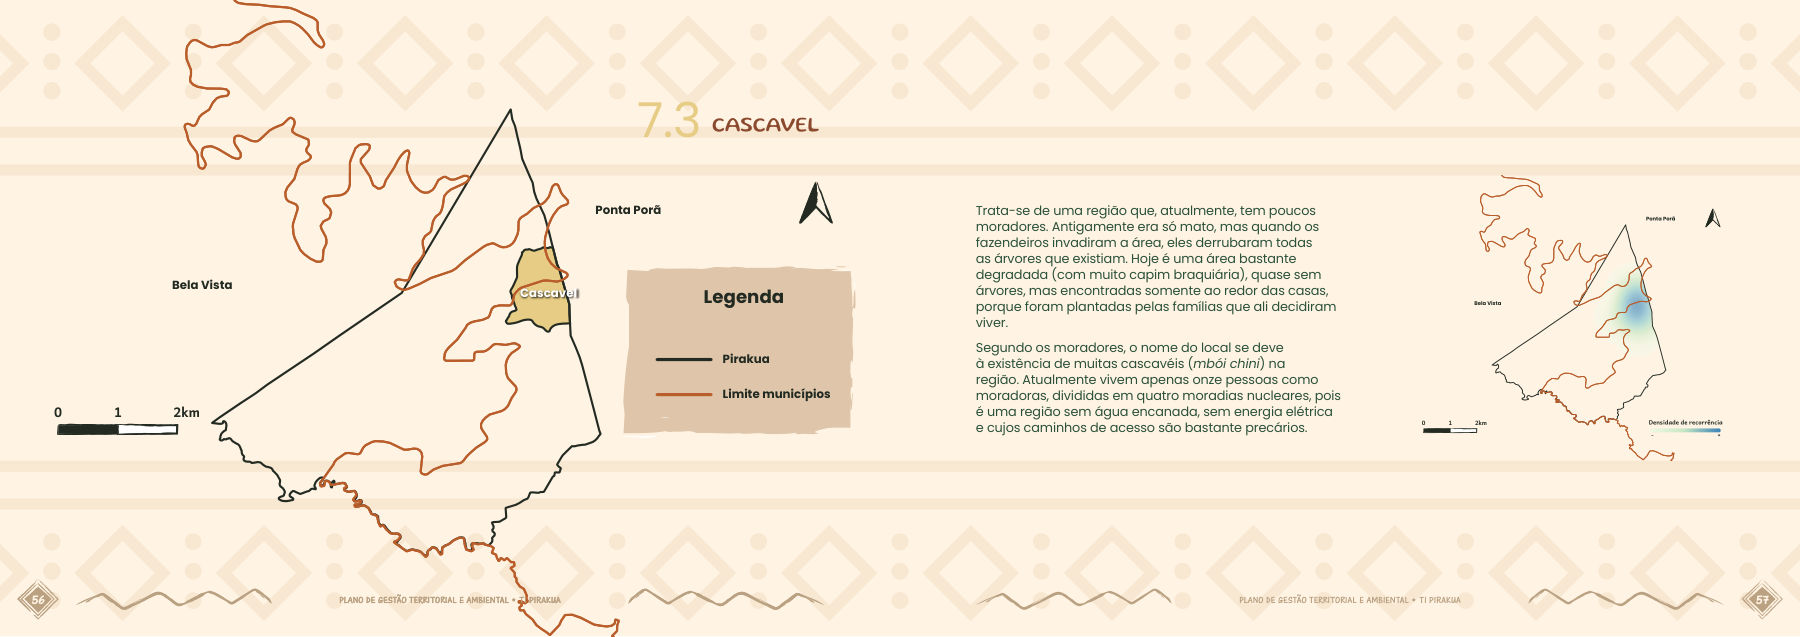 7.3 CASCAVEL
Ponta Porã
Bela Vista
Cascavel
Legenda
Pirakua
Limite municípios
0 1 2km
56
PLANO DE GESTÃO TERRITORIAL E AMBIENTAL • TI PIRAKUA
Trata-se de uma região que, atualmente, tem poucos
moradores. Antigamente era só mato, mas quando os
fazendeiros invadiram a área, eles derrubaram todas
as árvores que existiam. Hoje é uma área bastante
degradada (com muito capim braquiária), quase sem
árvores, mas encontradas somente ao redor das casas,
porque foram plantadas pelas famílias que ali decidiram
viver.
Segundo os moradores, o nome do local se deve
à existência de muitas cascavéis (mbói chini) na
região. Atualmente vivem apenas onze pessoas como
moradoras, divididas em quatro moradias nucleares, pois
é uma região sem água encanada, sem energia elétrica
e cujos caminhos de acesso são bastante precários.
Ponta Porã
Bela Vista
0 1 2km
Densidade de recorrência
- +
PLANO DE GESTÃO TERRITORIAL E AMBIENTAL • TI PIRAKUA
57